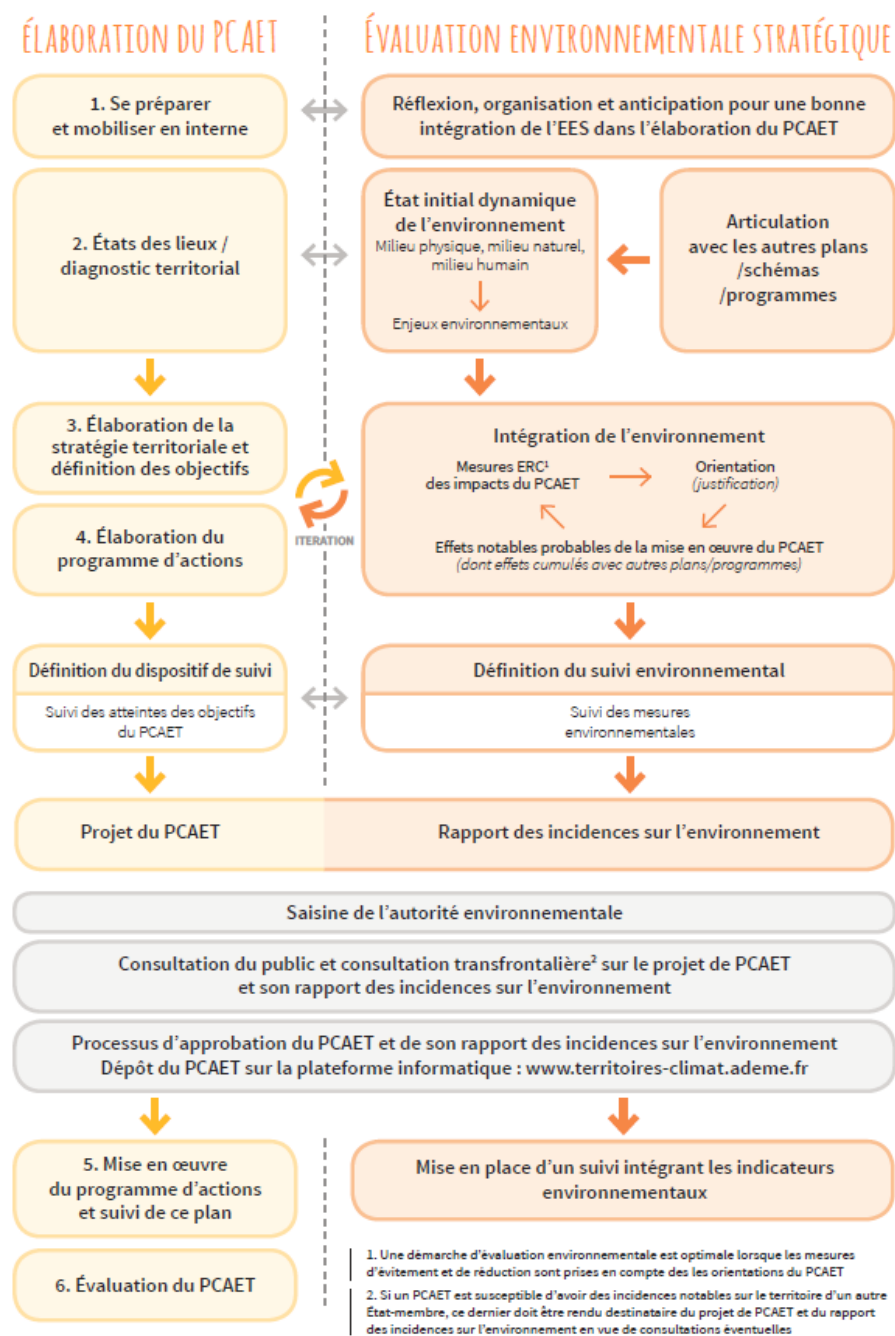 ÉLABORATION DU PCAET
ÉVALUATION ENVIRONNEMENTALE STRATÉGIQUE
1. Se préparer
et mobiliser en interne
Réflexion, organisation et anticipation pour une bonne
intégration de l'EES dans l'élaboration du PCAET
2. États des lieux /
diagnostic territorial
État initial dynamique
de l'environnement
Milieu physique, milieu naturel,
milieu humain
Enjeux environnementaux
Articulation
avec les autres plans
/schémas
/programmes
3. Élaboration de la
stratégie territoriale et
définition des objectifs
4. Élaboration du
programme d'actions
ITERATION
Intégration de l'environnement
Mesures ERC¹
des impacts du PCAET
Orientation
(justification)
Effets notables probables de la mise en œuvre du PCAET
(dont effets cumulés avec autres plans/programmes)
Définition du dispositif de suivi
Suivi des atteintes des objectifs
du PCAET
Définition du suivi environnemental
Suivi des mesures
environnementales
Projet du PCAET
Rapport des incidences sur l'environnement
Saisine de l'autorité environnementale
Consultation du public et consultation transfrontalière² sur le projet de PCAET
et son rapport des incidences sur l'environnement
Processus d'approbation du PCAET et de son rapport des incidences sur l'environnement
Dépôt du PCAET sur la plateforme informatique : www.territoires-climat.ademe.fr
5. Mise en œuvre
du programme d'actions
et suivi de ce plan
Mise en place d'un suivi intégrant les indicateurs
environnementaux
6. Évaluation du PCAET
1. Une démarche d'évaluation environnementale est optimale lorsque les mesures
d'évitement et de réduction sont prises en compte des les orientations du PCAET
2. Si un PCAET est susceptible d'avoir des incidences notables sur le territoire d'un autre
État-membre, ce dernier doit être rendu destinataire du projet de PCAET et du rapport
des incidences sur l'environnement en vue de consultations éventuelles